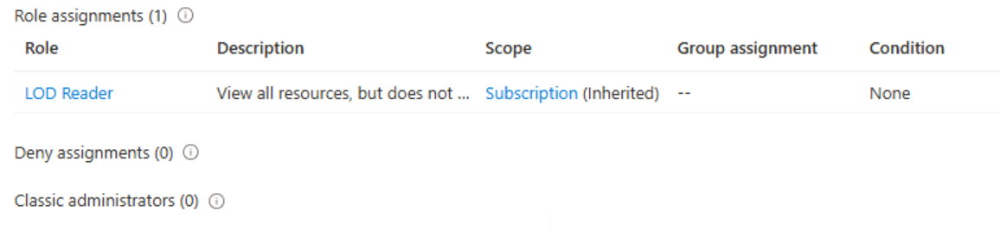 Role assignments (1)
Role Description Scope Group assignment Condition
LOD Reader View all resources, but does not ... Subscription (Inherited) -- None
Deny assignments (0)
Classic administrators (0)